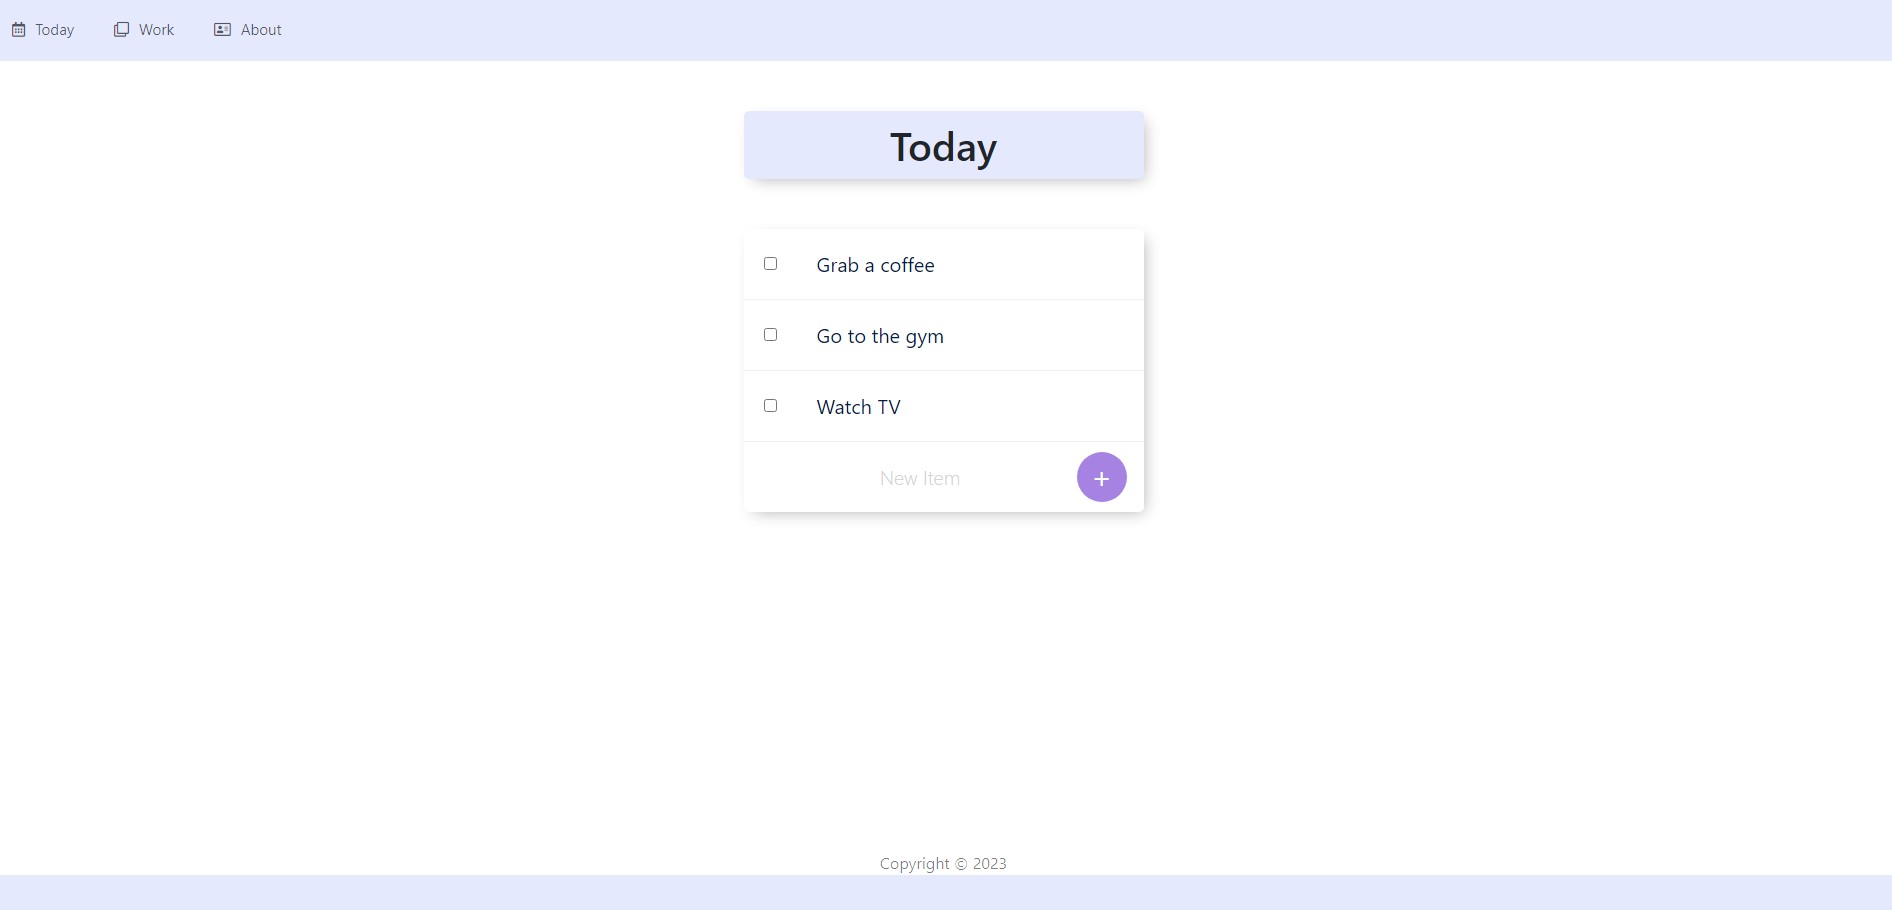 Today Work About
Today
Grab a coffee
Go to the gym
Watch TV
New Item +
Copyright © 2023